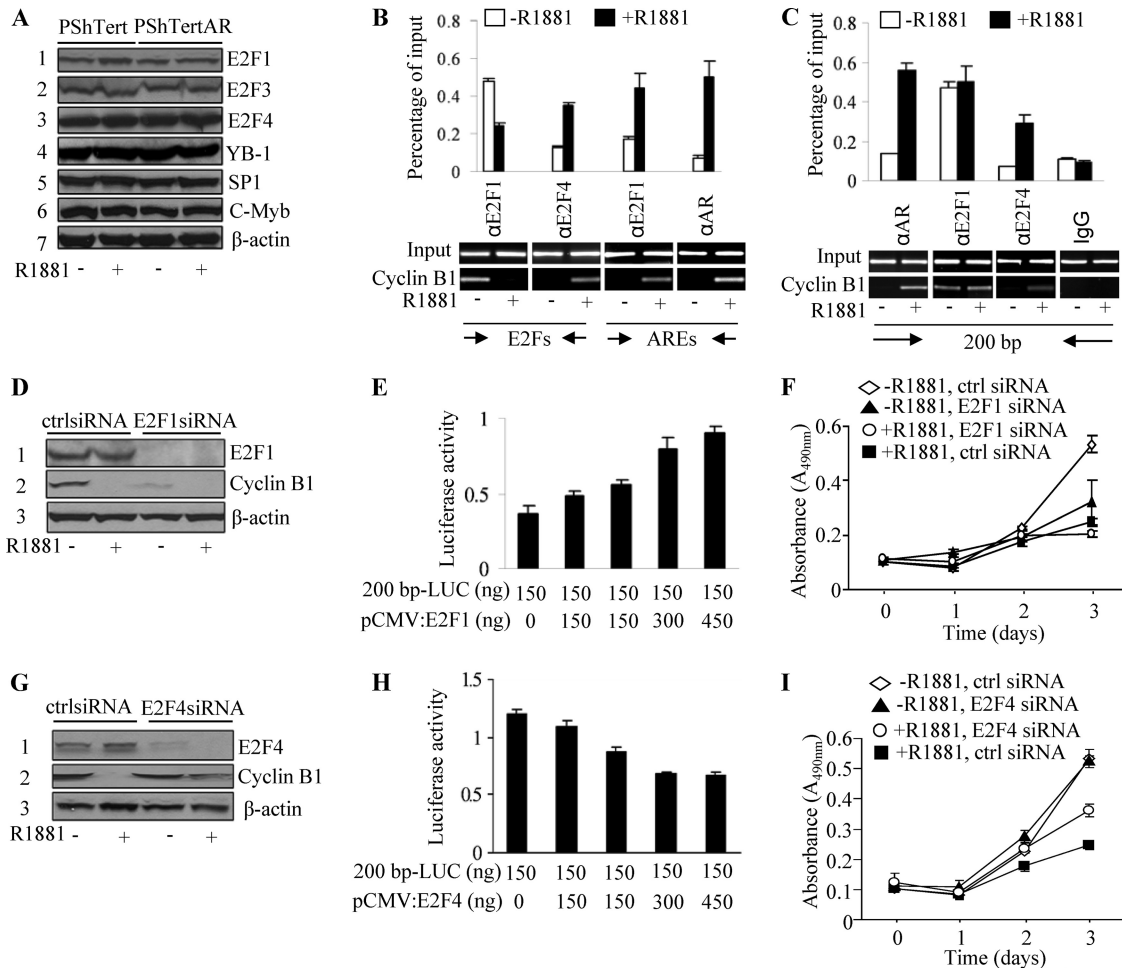 A
PShTert PShTertAR
1 E2F1
2 E2F3
3 E2F4
4 YB-1
5 SP1
6 C-Myb
7 β-actin
R1881 - + - +
B
-R1881 +R1881
Percentage of input
0.8
0.6
0.4
0.2
0
αE2F1 αE2F4 αE2F1 αAR
Input
Cyclin B1
R1881 - + - + - + - +
E2Fs AREs
C
-R1881 +R1881
Percentage of input
0.8
0.6
0.4
0.2
0
αAR αE2F1 αE2F4 IgG
Input
Cyclin B1
R1881 - + - + - + - +
200 bp
D
ctrlsiRNA E2F1siRNA
1 E2F1
2 Cyclin B1
3 β-actin
R1881 - + - +
E
Luciferase activity
1
0.5
0
200 bp-LUC (ng) 150 150 150 150 150
pCMV:E2F1 (ng) 0 150 150 300 450
F
-R1881, ctrl siRNA
-R1881, E2F1 siRNA
+R1881, E2F1 siRNA
+R1881, ctrl siRNA
Absorbance (A490nm)
0.6
0.4
0.2
0
0 1 2 3
Time (days)
G
ctrlsiRNA E2F4siRNA
1 E2F4
2 Cyclin B1
3 β-actin
R1881 - + - +
H
Luciferase activity
1.5
1
0.5
0
200 bp-LUC (ng) 150 150 150 150 150
pCMV:E2F4 (ng) 0 150 150 300 450
I
-R1881, ctrl siRNA
-R1881, E2F4 siRNA
+R1881, E2F4 siRNA
+R1881, ctrl siRNA
Absorbance (A490nm)
0.6
0.5
0.4
0.3
0.2
0.1
0
0 1 2 3
Time (days)